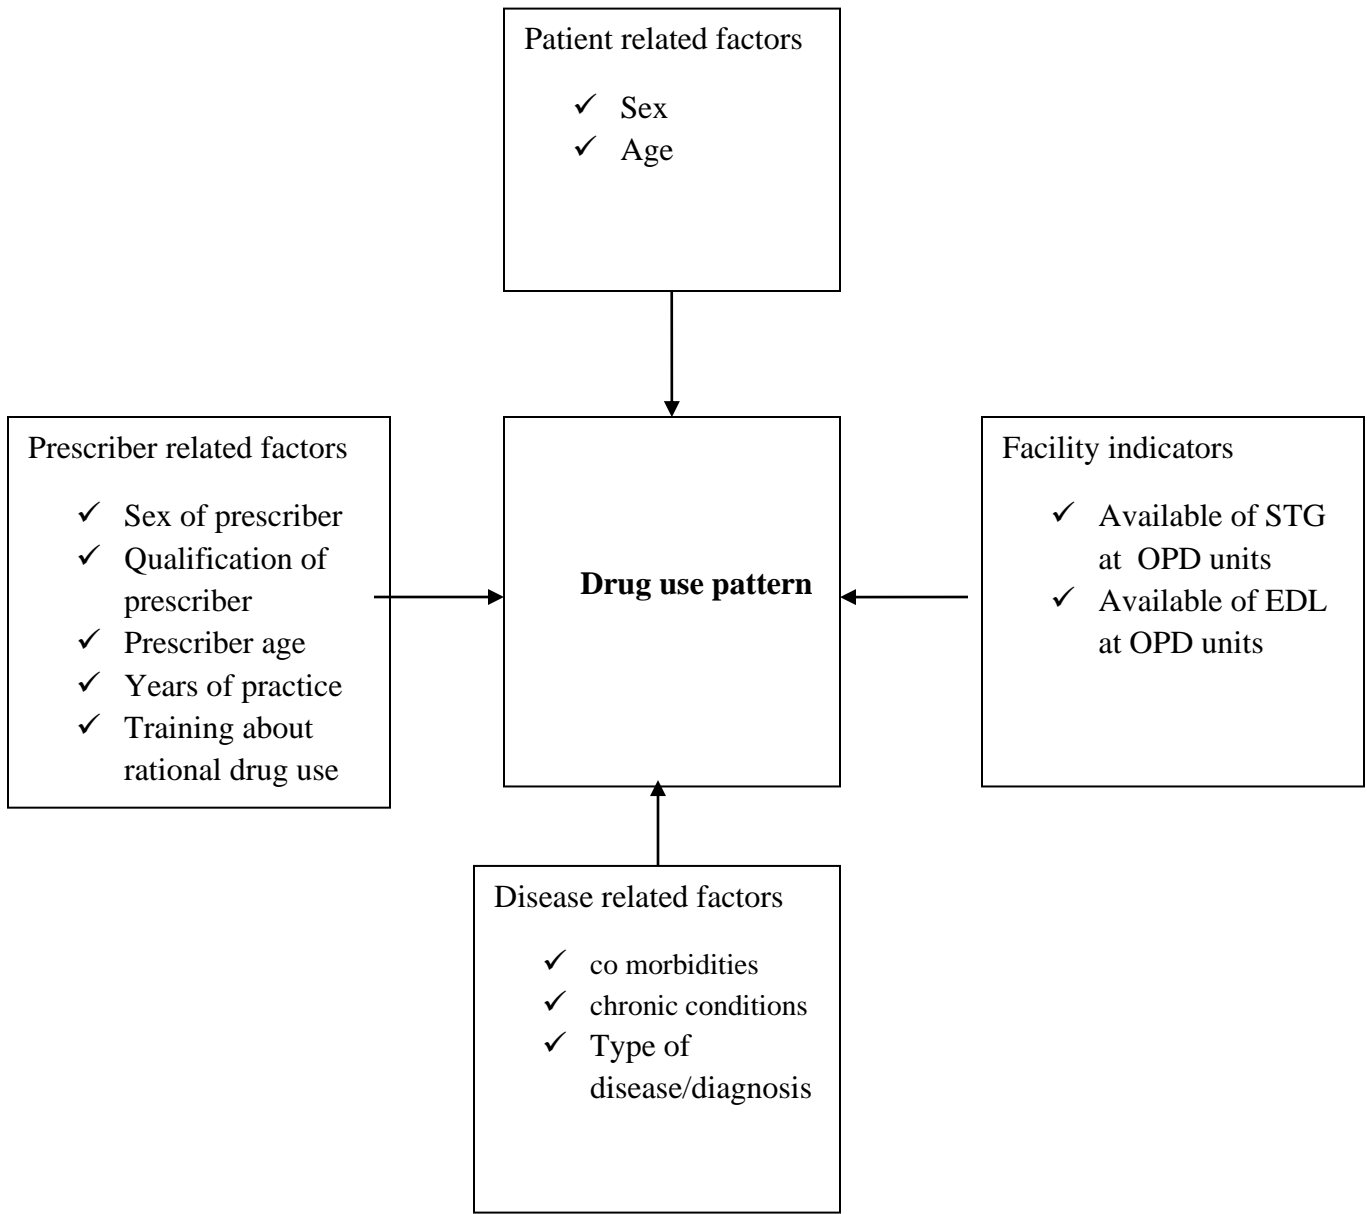 Patient related factors
✓ Sex
✓ Age
Prescriber related factors
✓ Sex of prescriber
✓ Qualification of
prescriber
✓ Prescriber age
✓ Years of practice
✓ Training about
rational drug use
Drug use pattern
Facility indicators
✓ Available of STG
at OPD units
✓ Available of EDL
at OPD units
Disease related factors
✓ co morbidities
✓ chronic conditions
✓ Type of
disease/diagnosis